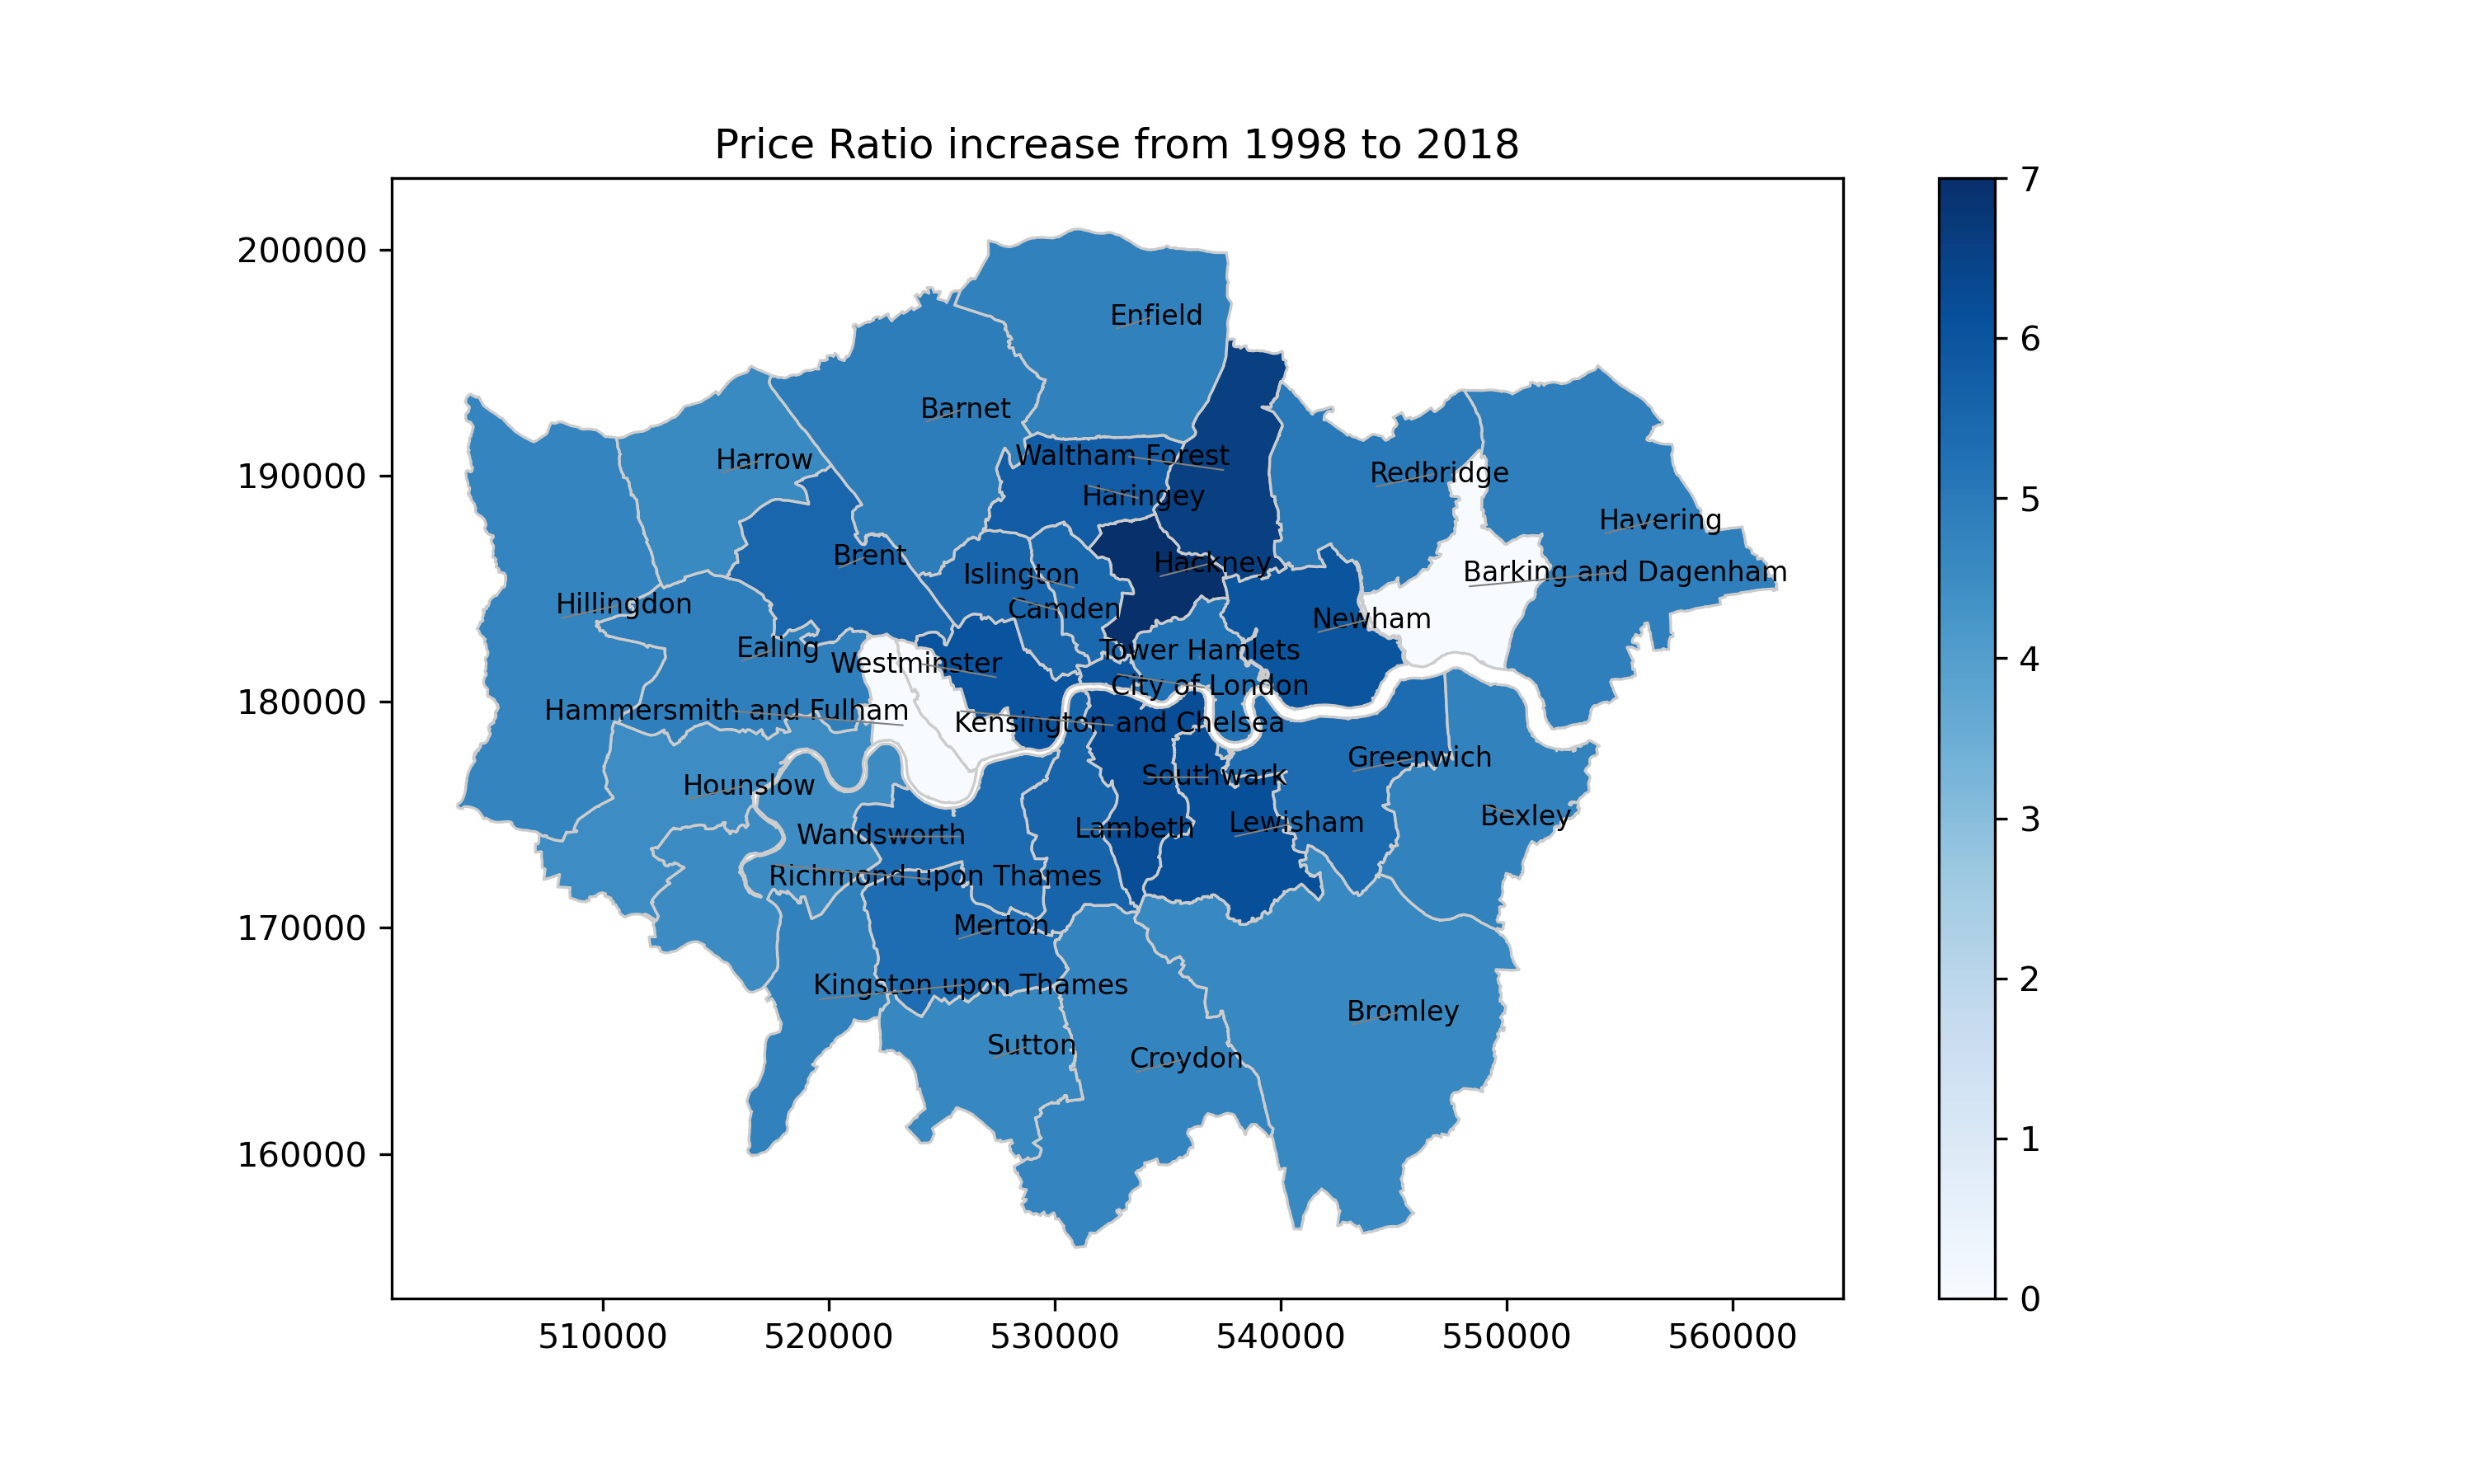 Price Ratio increase from 1998 to 2018
200000
190000
180000
170000
160000
Enfield
Barnet
Waltham Forest
Harrow
Redbridge
Haringey
Havering
Brent
Hackney
Barking and Dagenham
Islington
Hillingdon
Camden
Newham
Ealing
Tower Hamlets
Westminster
City of London
Hammersmith and Fulham
Kensington and Chelsea
Greenwich
Southwark
Hounslow
Bexley
Lewisham
Lambeth
Wandsworth
Richmond upon Thames
Merton
Kingston upon Thames
Bromley
Sutton
Croydon
510000
520000
530000
540000
550000
560000
7
6
5
4
3
2
1
0